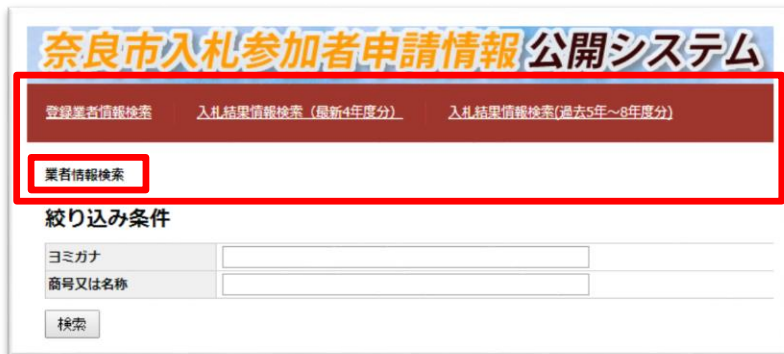 奈良市入札参加者申請情報 公開システム
登録業者情報検索 入札結果情報検索（最新4年度分） 入札結果情報検索(過去5年～8年度分)
業者情報検索
絞り込み条件
ヨミガナ
商号又は名称
検索